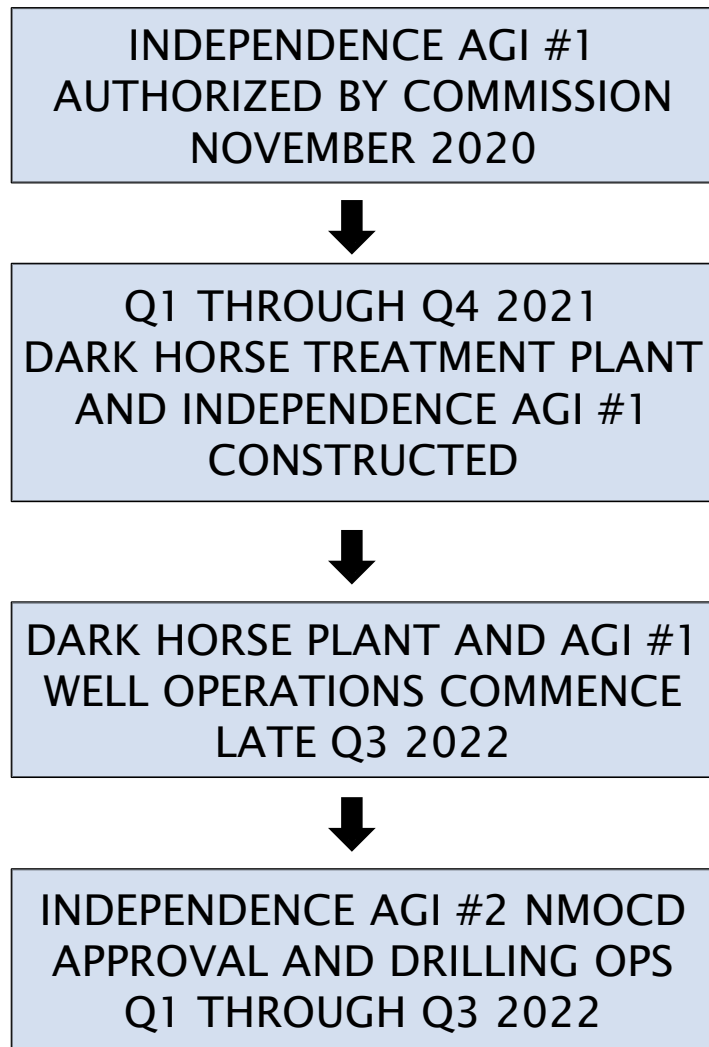 INDEPENDENCE AGI #1
AUTHORIZED BY COMMISSION
NOVEMBER 2020
Q1 THROUGH Q4 2021
DARK HORSE TREATMENT PLANT
AND INDEPENDENCE AGI #1
CONSTRUCTED
DARK HORSE PLANT AND AGI #1
WELL OPERATIONS COMMENCE
LATE Q3 2022
INDEPENDENCE AGI #2 NMOCD
APPROVAL AND DRILLING OPS
Q1 THROUGH Q3 2022